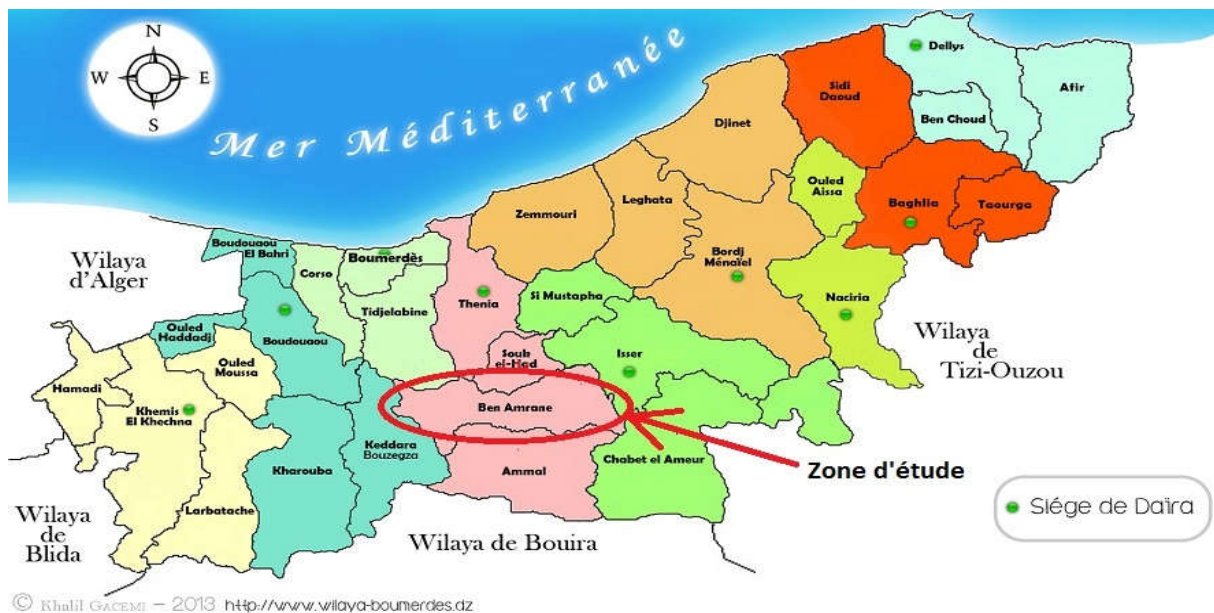 N
W E
S
Mer Méditerranée
Dellys
Afir
Sidi
Daoud
Ben Choud
Djinet
Ouled
Aissa
Baghlia
Taourga
Leghata
Zemmouri
Bordj
Ménaïel
Naciria
Wilaya
d'Alger
Boudouaou
El Bahri
Corso
Boumerdès
Tidjelabine
Thenia
Si Mustapha
Souk
el-Had
Isser
Wilaya
de
Tizi-Ouzou
Ouled
Haddadj
Boudouaou
Ouled
Moussa
Hamadi
Khemis
El Khechna
Ben Amrane
Keddara
Bouzegza
Kharouba
Ammal
Chabet el Ameur
Zone d'étude
Larbatache
Wilaya
de
Blida
Wilaya de Bouira
Siége de Daïra
© Khalil GACEMI - 2013 http://www.wilaya-boumerdes.dz